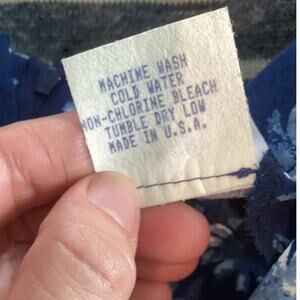 MACHINE WASH
COLD WATER
NON-CHLORINE BLEACH
TUMBLE DRY LOW
MADE IN U.S.A.